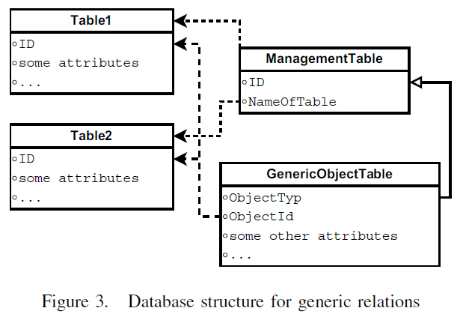 Table1
ID
some attributes
...
Table2
ID
some attributes
...
ManagementTable
ID
NameOfTable
GenericObjectTable
ObjectTyp
ObjectId
some other attributes
...
Figure 3. Database structure for generic relations